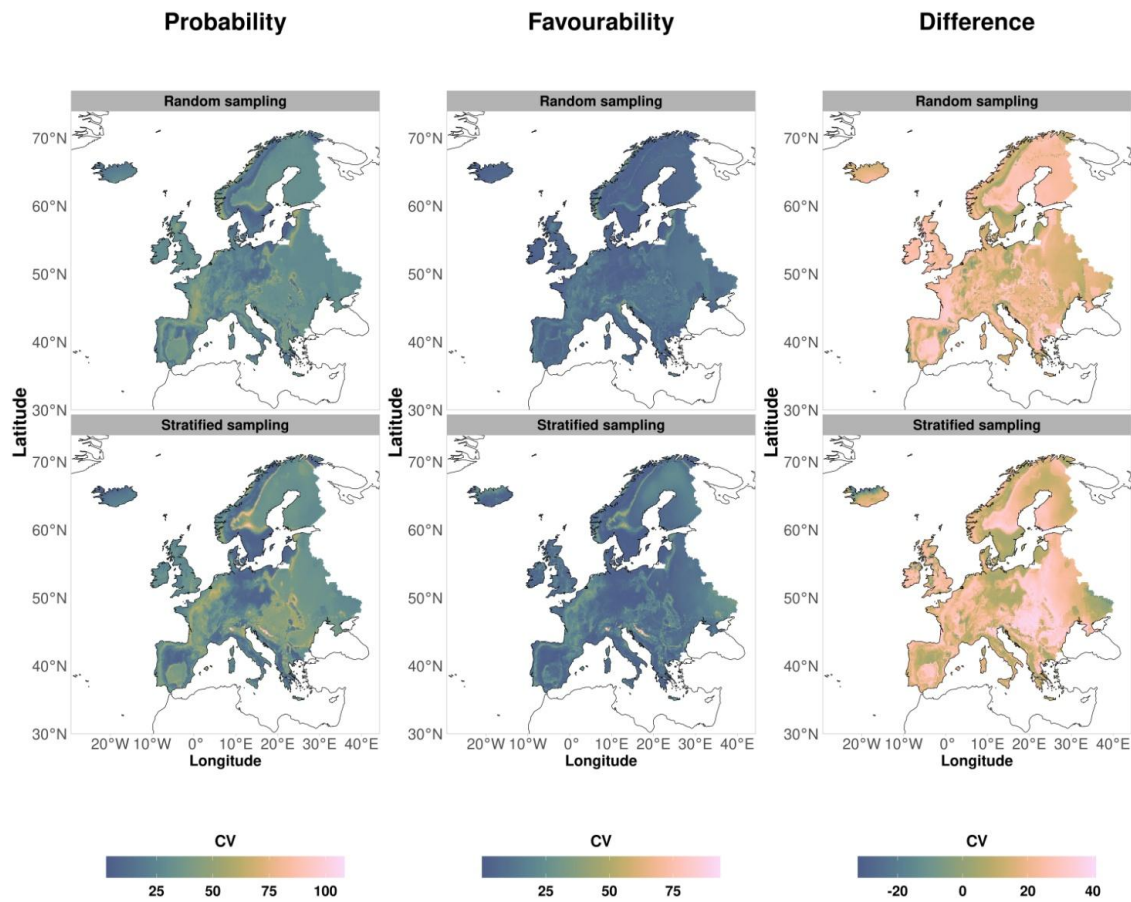 Probability Favourability Difference
Random sampling Random sampling Random sampling
70°N 70°N 70°N
60°N 60°N 60°N
50°N 50°N 50°N
40°N 40°N 40°N
30°N 30°N 30°N
Latitude Latitude Latitude
Stratified sampling Stratified sampling Stratified sampling
70°N 70°N 70°N
60°N 60°N 60°N
50°N 50°N 50°N
40°N 40°N 40°N
30°N 30°N 30°N
20°W 10°W 0° 10°E 20°E 30°E 40°E 20°W 10°W 0° 10°E 20°E 30°E 40°E 20°W 10°W 0° 10°E 20°E 30°E 40°E
Longitude Longitude Longitude
CV CV CV
25 50 75 100 25 50 75 -20 0 20 40